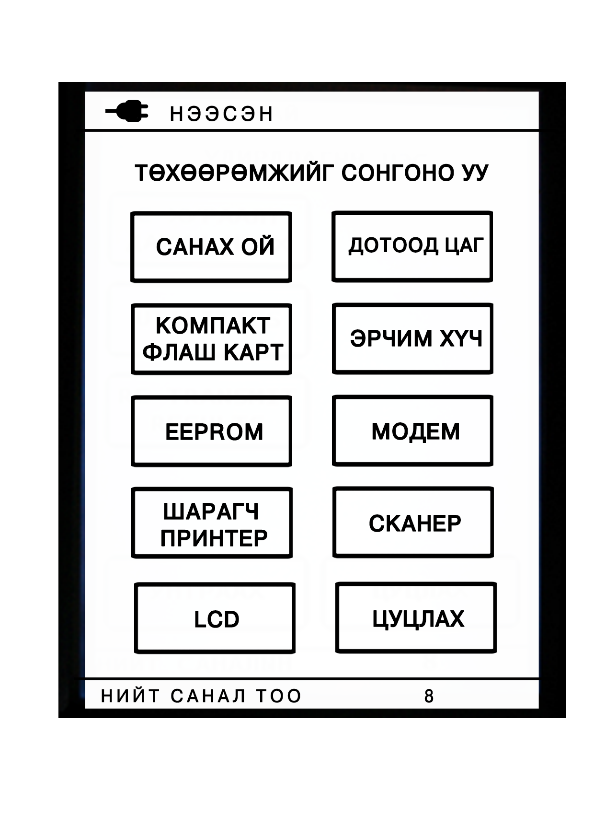 НЭЭСЭН
ТӨХӨӨРӨМЖИЙГ СОНГОНО УУ
САНАХ ОЙ
ДОТООД ЦАГ
КОМПАКТ
ФЛАШ КАРТ
ЭРЧИМ ХҮЧ
EEPROM
МОДЕМ
ШАРАГЧ
ПРИНТЕР
СКАНЕР
LCD
ЦУЦЛАХ
НИЙТ САНАЛ ТОО 8